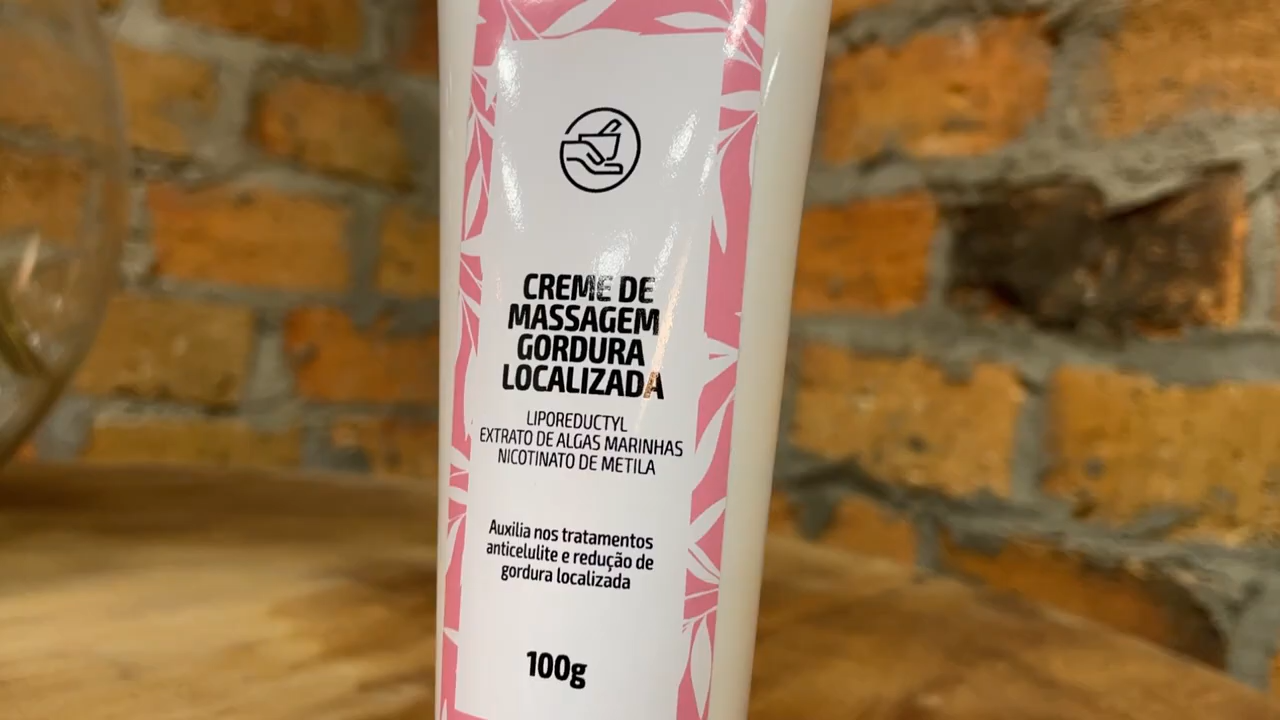 CREME DE
MASSAGEM
GORDURA
LOCALIZADA
LIPOREDUCTYL
EXTRATO DE ALGAS MARINHAS
NICOTINATO DE METILA
Auxilia nos tratamentos
anticelulite e redução de
gordura localizada
100g